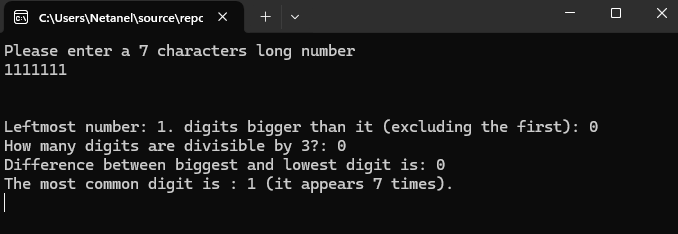 C:\Users\Netanel\source\repc
Please enter a 7 characters long number
1111111
Leftmost number: 1. digits bigger than it (excluding the first): 0
How many digits are divisible by 3?: 0
Difference between biggest and lowest digit is: 0
The most common digit is : 1 (it appears 7 times).